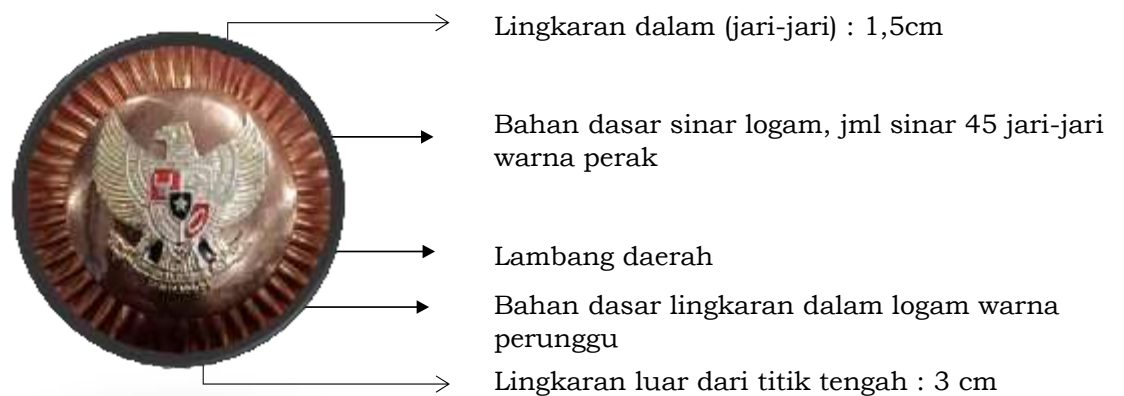 Lingkaran dalam (jari-jari) : 1,5cm
Bahan dasar sinar logam, jml sinar 45 jari-jari
warna perak
Lambang daerah
Bahan dasar lingkaran dalam logam warna
perunggu
Lingkaran luar dari titik tengah : 3 cm